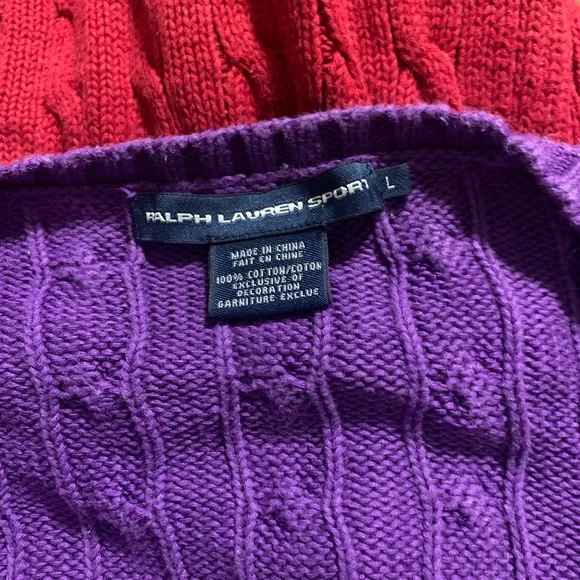 RALPH LAUREN SPORT
L
MADE IN CHINA
FAIT EN CHINE
100% COTTON/COTON
EXCLUSIVE OF
DECORATION
GARNITURE EXCLUE